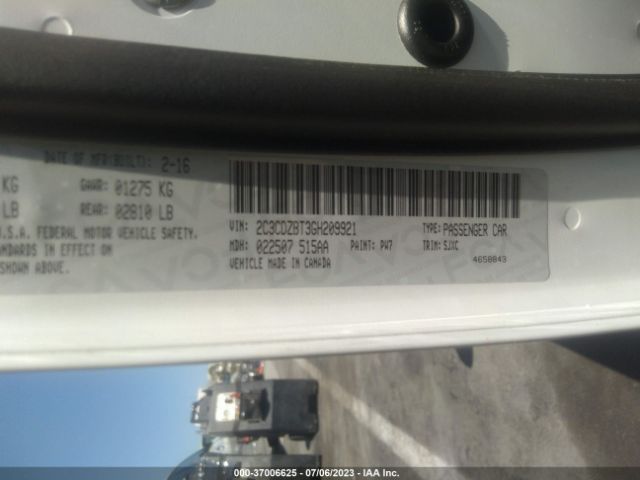 DATE OF MFR(BUILT): 2-16
KG GAWR: 01275 KG
LB REAR: 02810 LB
U.S.A. FEDERAL MOTOR VEHICLE SAFETY.
STANDARDS IN EFFECT ON
SHOWN ABOVE.
VIN: 2C3CDZBT3GH209921 TYPE: PASSENGER CAR
MDH: 022507 515AA PAINT: PW7 TRIM: SJXC
VEHICLE MADE IN CANADA 4658843
000-37006625 - 07/06/2023 - IAA Inc.